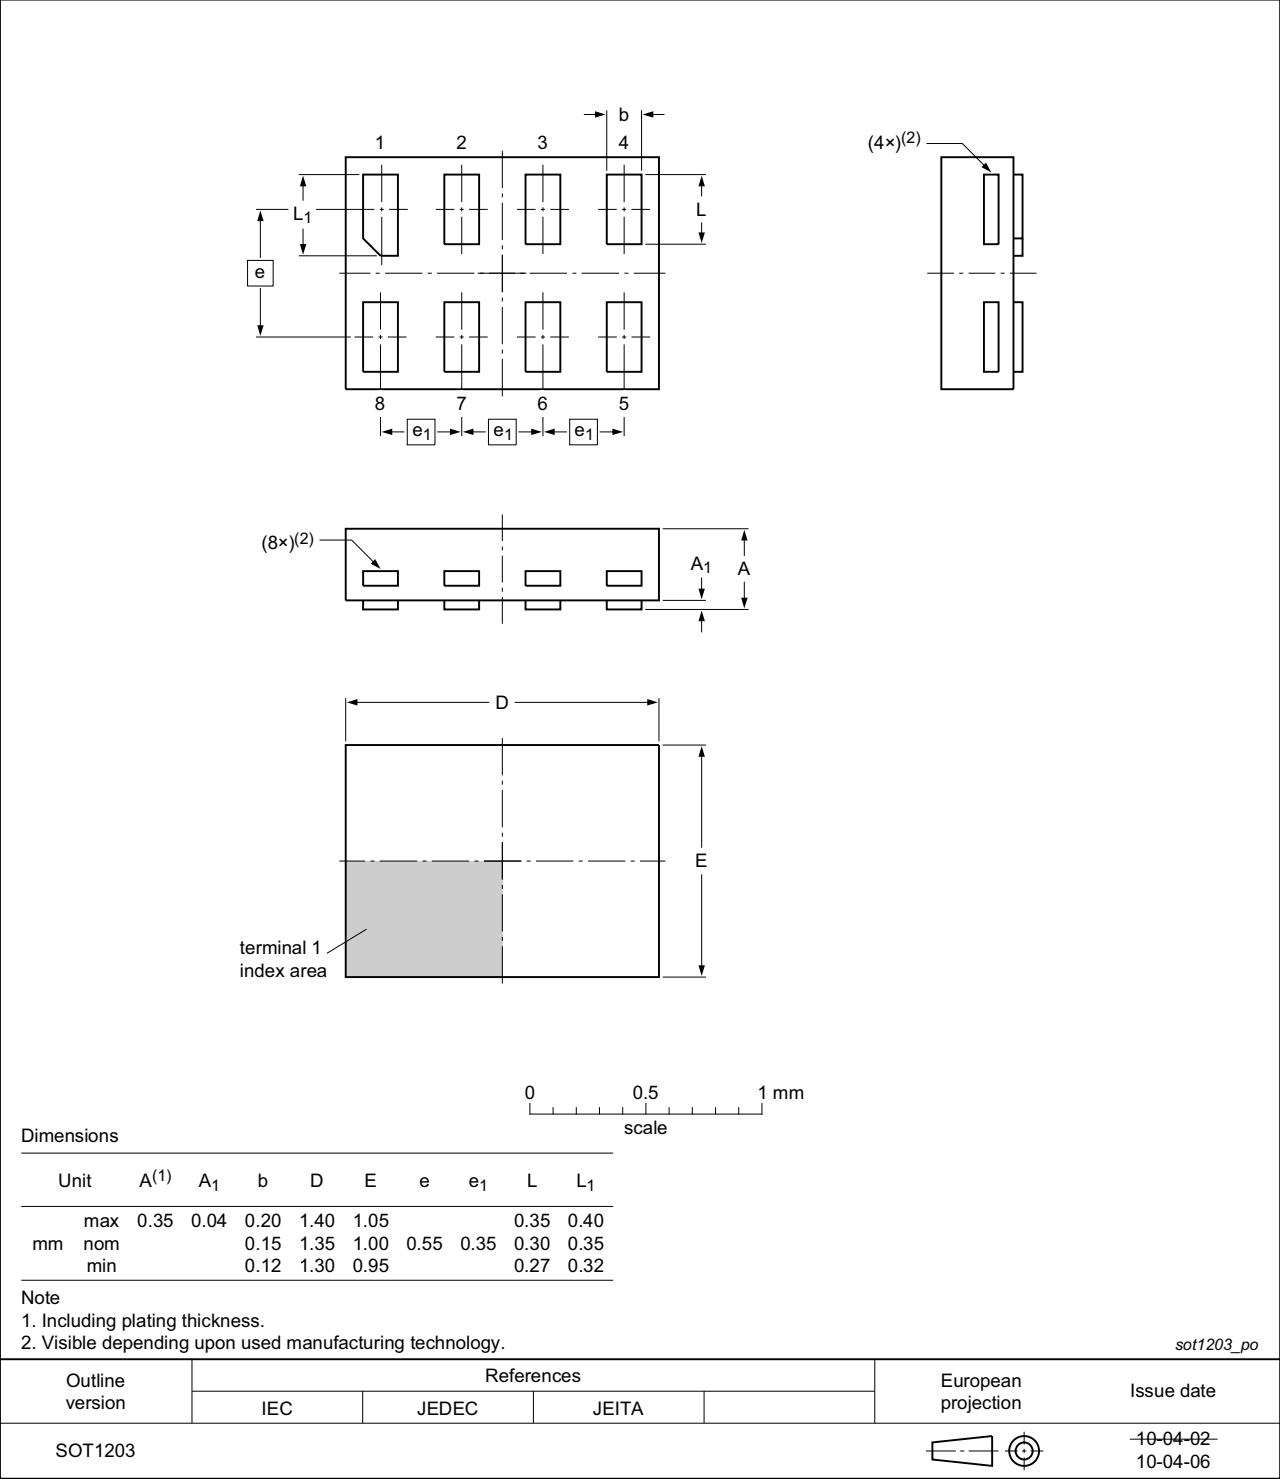 b
1 2 3 4
(4×)(2)
L1
L
e
8 7 6 5
e1 e1 e1
(8×)(2)
A1 A
D
E
terminal 1
index area
0 0.5 1 mm
scale
Dimensions
Unit A(1) A1 b D E e e1 L L1
max 0.35 0.04 0.20 1.40 1.05 0.35 0.40
mm nom 0.15 1.35 1.00 0.55 0.35 0.30 0.35
min 0.12 1.30 0.95 0.27 0.32
Note
1. Including plating thickness.
2. Visible depending upon used manufacturing technology.
sot1203_po
Outline
version
References
IEC JEDEC JEITA
European
projection
Issue date
SOT1203
10-04-02
10-04-06